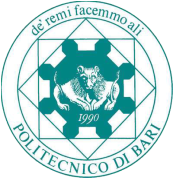 de' remi facemmo ali
1990
POLITECNICO DI BARI